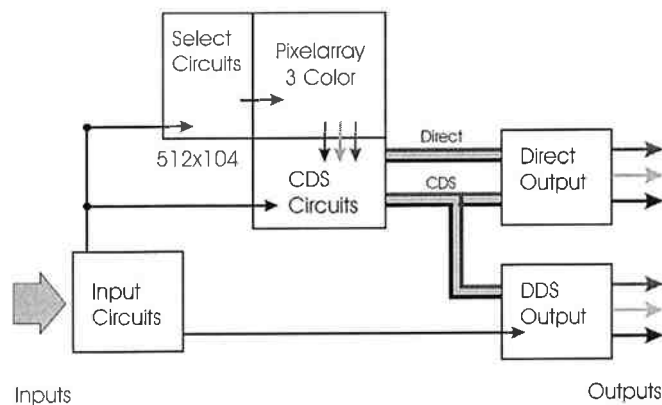 Select
Circuits
Pixelarray
3 Color
512x104
CDS
Circuits
Direct
CDS
Direct
Output
Input
Circuits
DDS
Output
Inputs
Outputs